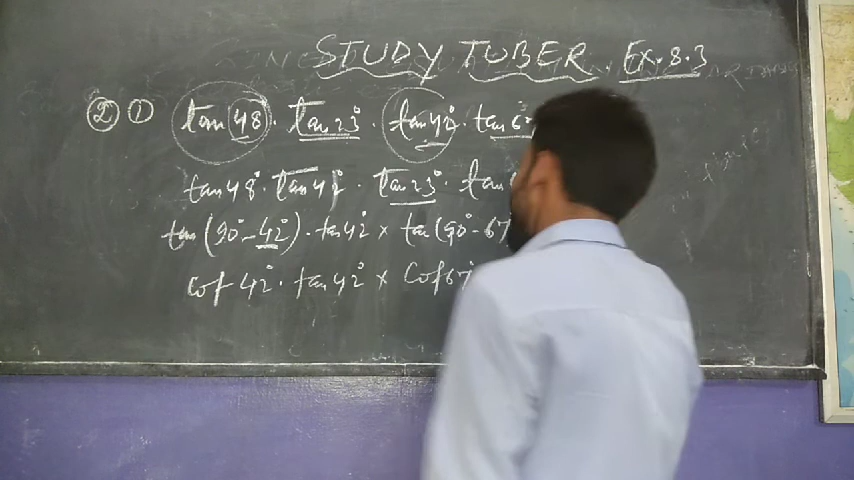 STUDY TUBER Ex. 8.3
② ① tan 48° · tan 23° · tan 42° · tan 6
tan 48° · tan 42° · tan 23° · tan
tan (90° - 42°) · tan 42° × tan (90° - 67
cot 42° · tan 42° × cot 67°